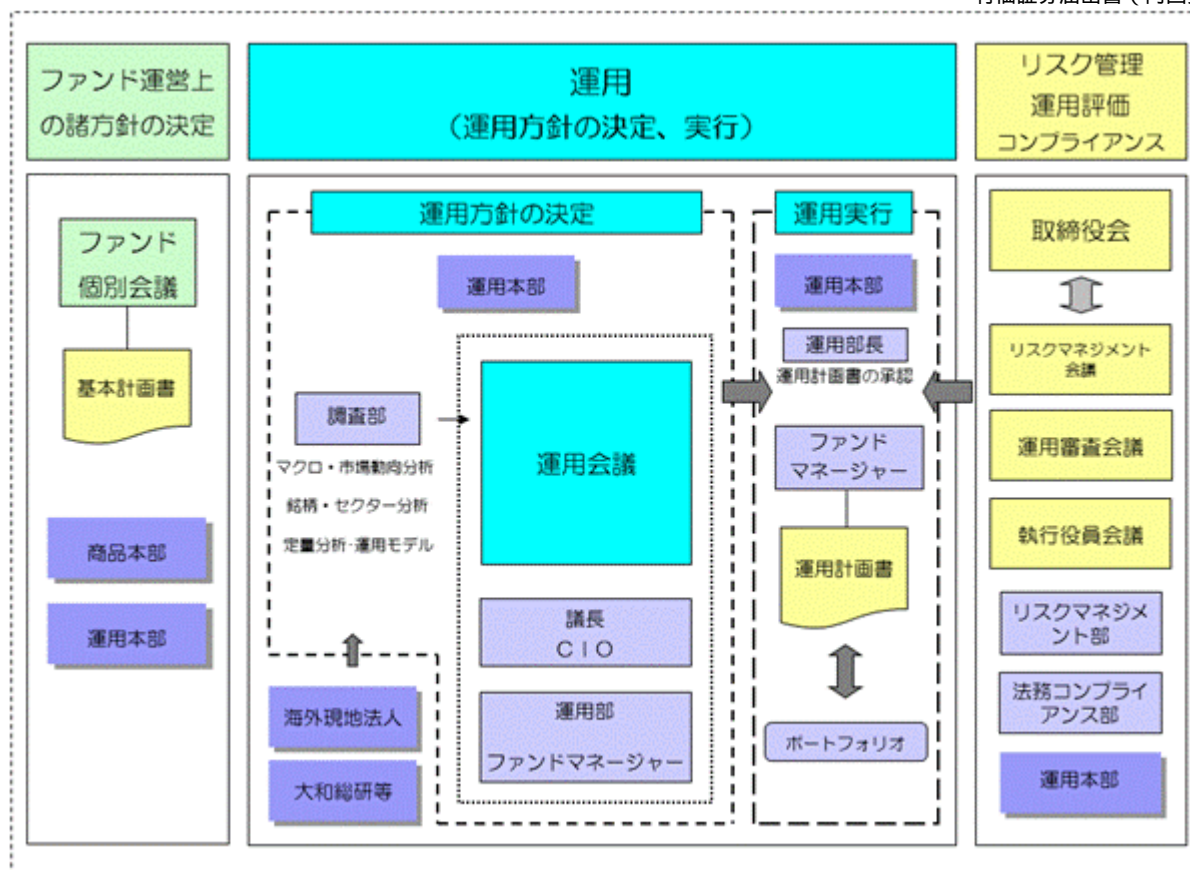 ファンド運営上
の諸方針の決定
運用
（運用方針の決定、実行）
リスク管理
運用評価
コンプライアンス
ファンド
個別会議
基本計画書
商品本部
運用本部
運用方針の決定
運用本部
調査部
マクロ・市場動向分析
銘柄・セクター分析
定量分析・運用モデル
運用会議
議長
ＣＩＯ
運用部
ファンドマネージャー
海外現地法人
大和総研等
運用実行
運用本部
運用部長
運用計画書の承認
ファンド
マネージャー
運用計画書
ポートフォリオ
取締役会
リスクマネジメント
会議
運用審査会議
執行役員会議
リスクマネジメ
ント部
法務コンプライ
アンス部
運用本部